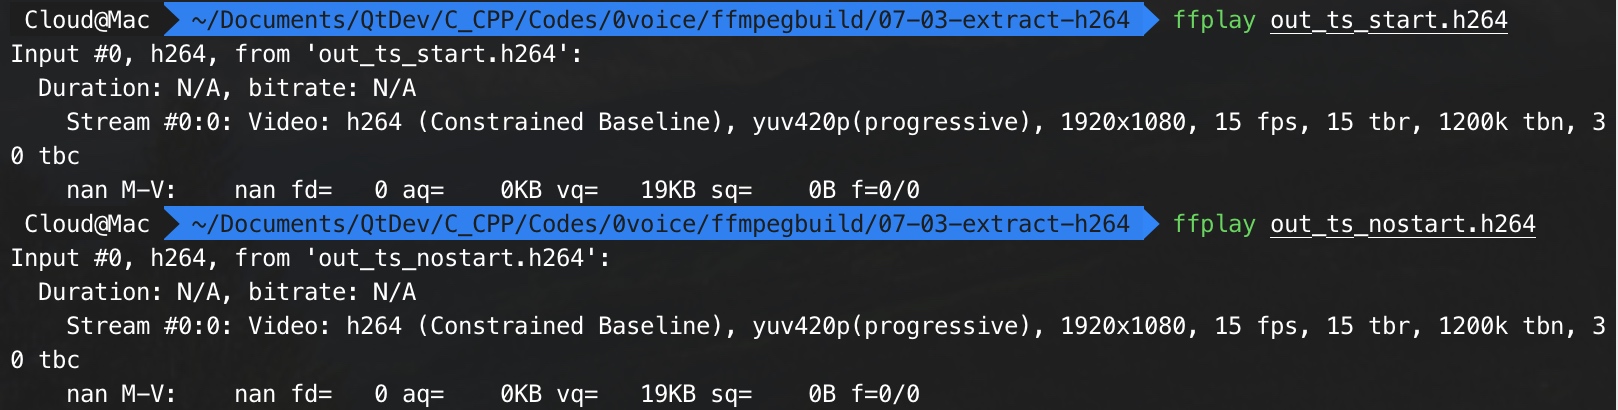 Cloud@Mac ~/Documents/QtDev/C_CPP/Codes/0voice/ffmpegbuild/07-03-extract-h264 ffplay out_ts_start.h264
Input #0, h264, from 'out_ts_start.h264':
  Duration: N/A, bitrate: N/A
    Stream #0:0: Video: h264 (Constrained Baseline), yuv420p(progressive), 1920x1080, 15 fps, 15 tbr, 1200k tbn, 3
0 tbc
    nan M-V:    nan fd=   0 aq=    0KB vq=   19KB sq=    0B f=0/0
Cloud@Mac ~/Documents/QtDev/C_CPP/Codes/0voice/ffmpegbuild/07-03-extract-h264 ffplay out_ts_nostart.h264
Input #0, h264, from 'out_ts_nostart.h264':
  Duration: N/A, bitrate: N/A
    Stream #0:0: Video: h264 (Constrained Baseline), yuv420p(progressive), 1920x1080, 15 fps, 15 tbr, 1200k tbn, 3
0 tbc
    nan M-V:    nan fd=   0 aq=    0KB vq=   19KB sq=    0B f=0/0